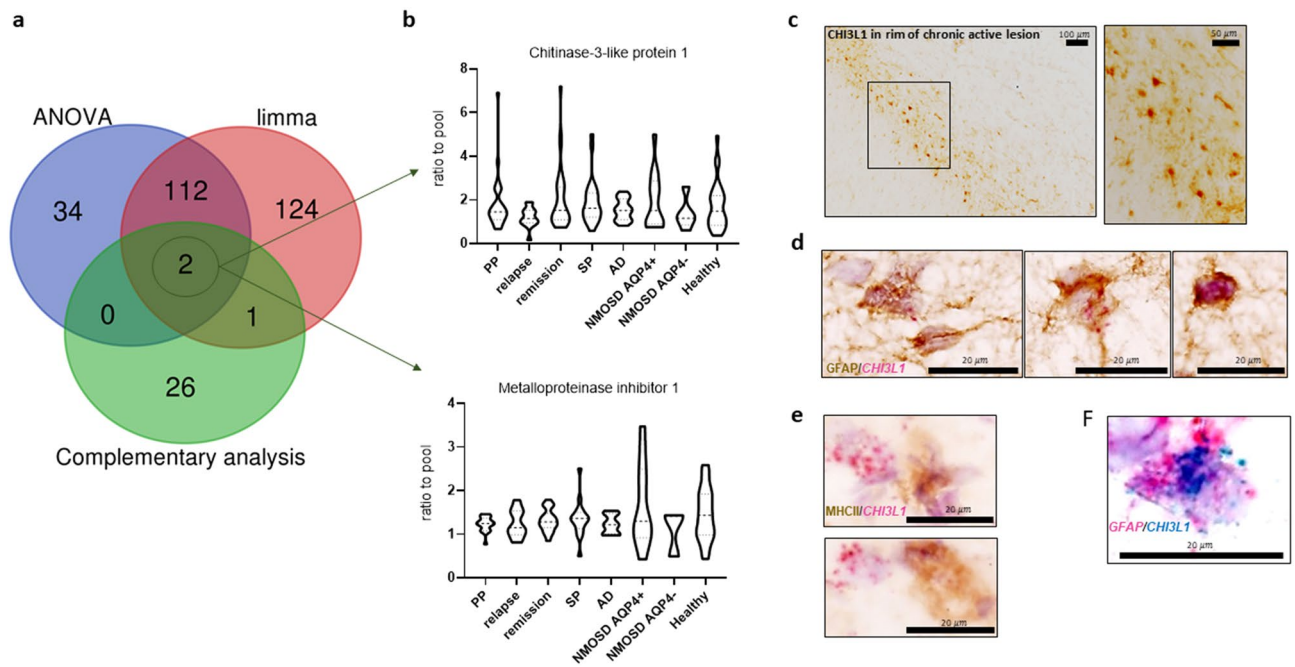 a
ANOVA
limma
34
112
124
2
0
1
26
Complementary analysis
b
Chitinase-3-like protein 1
ratio to pool
8
6
4
2
0
PP
relapse
remission
SP
AD
NMOSD AQP4+
NMOSD AQP4-
Healthy
Metalloproteinase inhibitor 1
ratio to pool
4
3
2
1
0
PP
relapse
remission
SP
AD
NMOSD AQP4+
NMOSD AQP4-
Healthy
c
CHI3L1 in rim of chronic active lesion
100 µm
50 µm
d
GFAP/CHI3L1
20 µm
20 µm
20 µm
e
MHCII/CHI3L1
20 µm
20 µm
F
GFAP/CHI3L1
20 µm